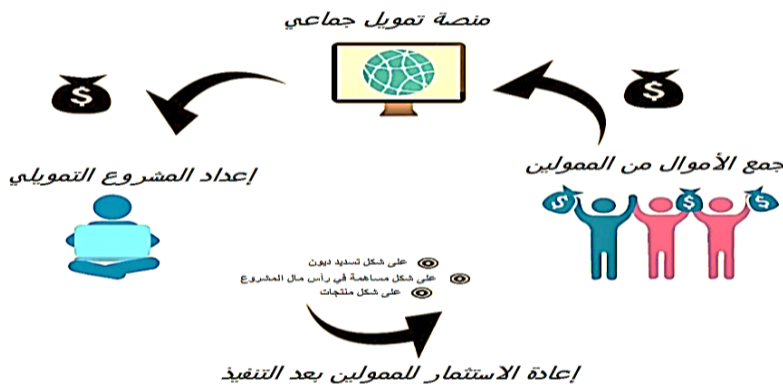 منصة تمويل جماعي
جمع الأموال من الممولين
إعداد المشروع التمويلي
على شكل تسديد ديون
على شكل مساهمة في رأس مال المشروع
على شكل منتجات
إعادة الاستثمار للممولين بعد التنفيذ